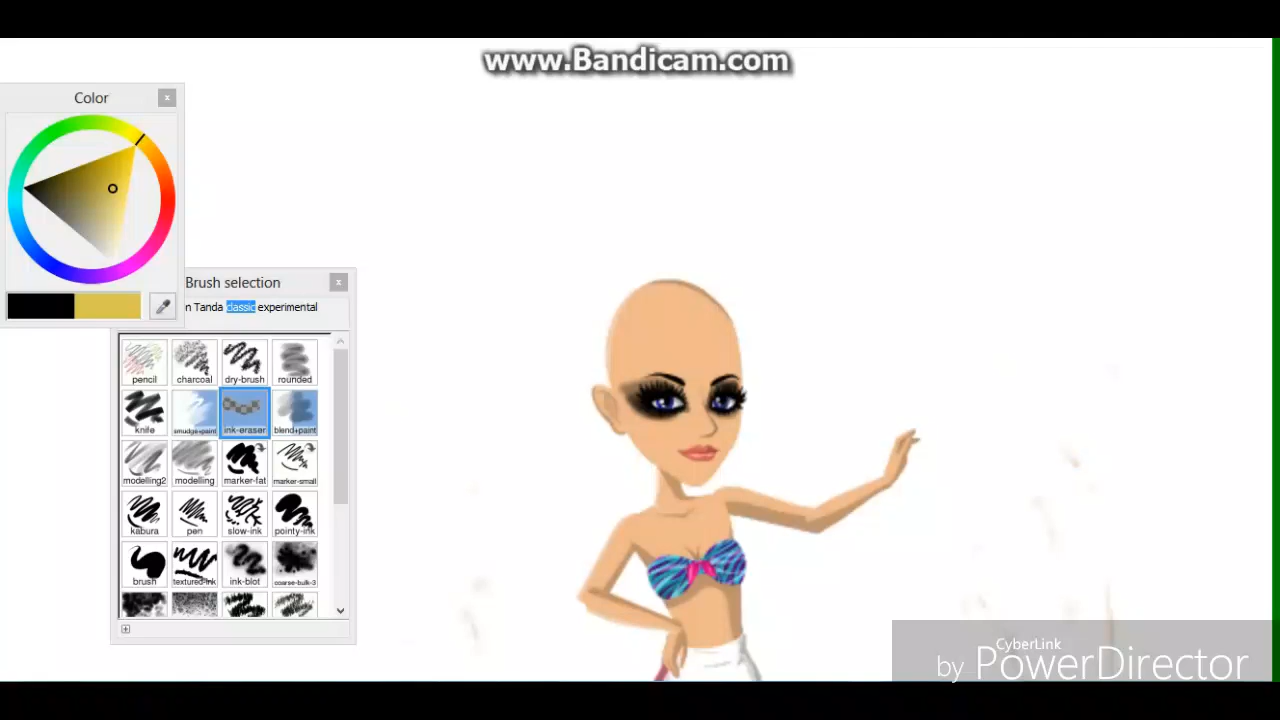 www.Bandicam.com
Color
x
Brush selection
x
n Tanda classic experimental
pencil charcoal dry-brush rounded
knife smudge+paint ink-eraser blend+paint
modelling2 modelling marker-fat marker-small
kabura pen slow-ink pointy-ink
brush textured-ink ink-blot coarse-bulk-3
CyberLink
by PowerDirector